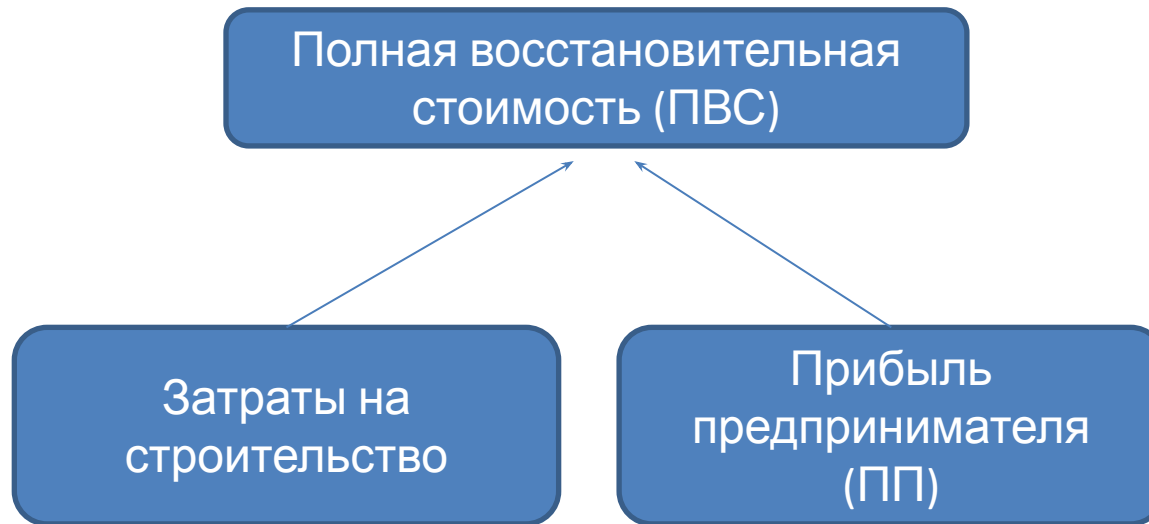 Полная восстановительная
стоимость (ПВС)
Затраты на
строительство
Прибыль
предпринимателя
(ПП)